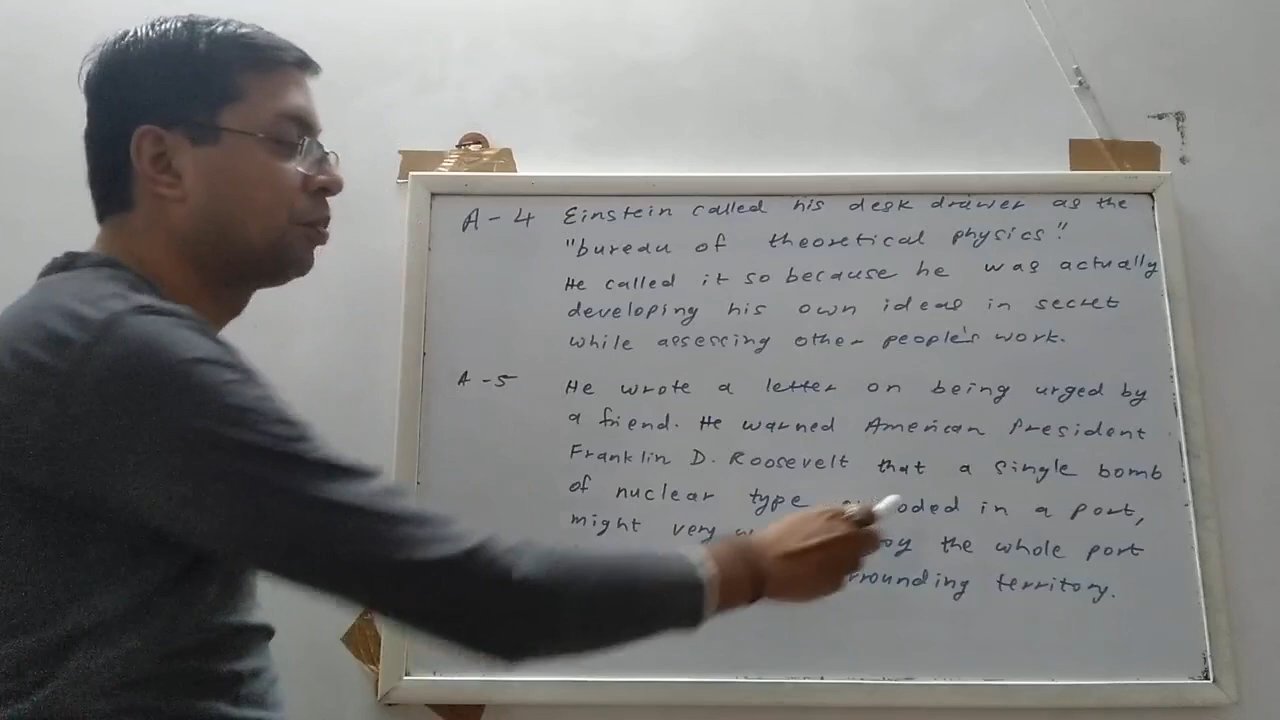 A - 4 Einstein called his desk drawer as the
"bureau of theoretical physics".
He called it so because he was actually
developing his own ideas in secret
while assessing other people's work.
A - 5 He wrote a letter on being urged by
a friend. He warned American President
Franklin D. Roosevelt that a single bomb
of nuclear type oded in a port,
might very the whole port
territory.